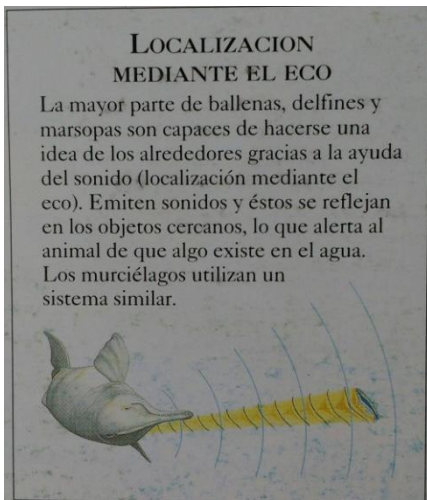 LOCALIZACION
MEDIANTE EL ECO
La mayor parte de ballenas, delfines y
marsopas son capaces de hacerse una
idea de los alrededores gracias a la ayuda
del sonido (localización mediante el
eco). Emiten sonidos y éstos se reflejan
en los objetos cercanos, lo que alerta al
animal de que algo existe en el agua.
Los murciélagos utilizan un
sistema similar.